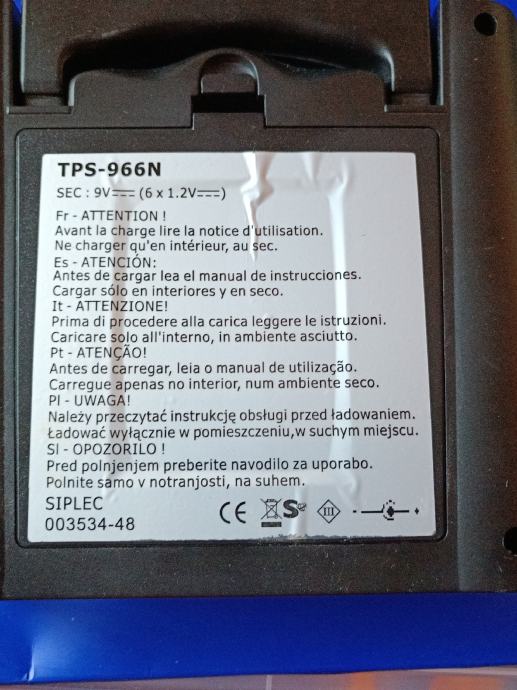 TPS-966N
SEC : 9V⎓ (6 x 1.2V⎓)
Fr - ATTENTION !
Avant la charge lire la notice d'utilisation.
Ne charger qu'en intérieur, au sec.
Es - ATENCIÓN:
Antes de cargar lea el manual de instrucciones.
Cargar sólo en interiores y en seco.
It - ATTENZIONE!
Prima di procedere alla carica leggere le istruzioni.
Caricare solo all'interno, in ambiente asciutto.
Pt - ATENÇÃO!
Antes de carregar, leia o manual de utilização.
Carregue apenas no interior, num ambiente seco.
Pl - UWAGA!
Należy przeczytać instrukcję obsługi przed ładowaniem.
Ładować wyłącznie w pomieszczeniu,w suchym miejscu.
Sl - OPOZORILO !
Pred polnjenjem preberite navodilo za uporabo.
Polnite samo v notranjosti, na suhem.
SIPLEC
003534-48
CE
III